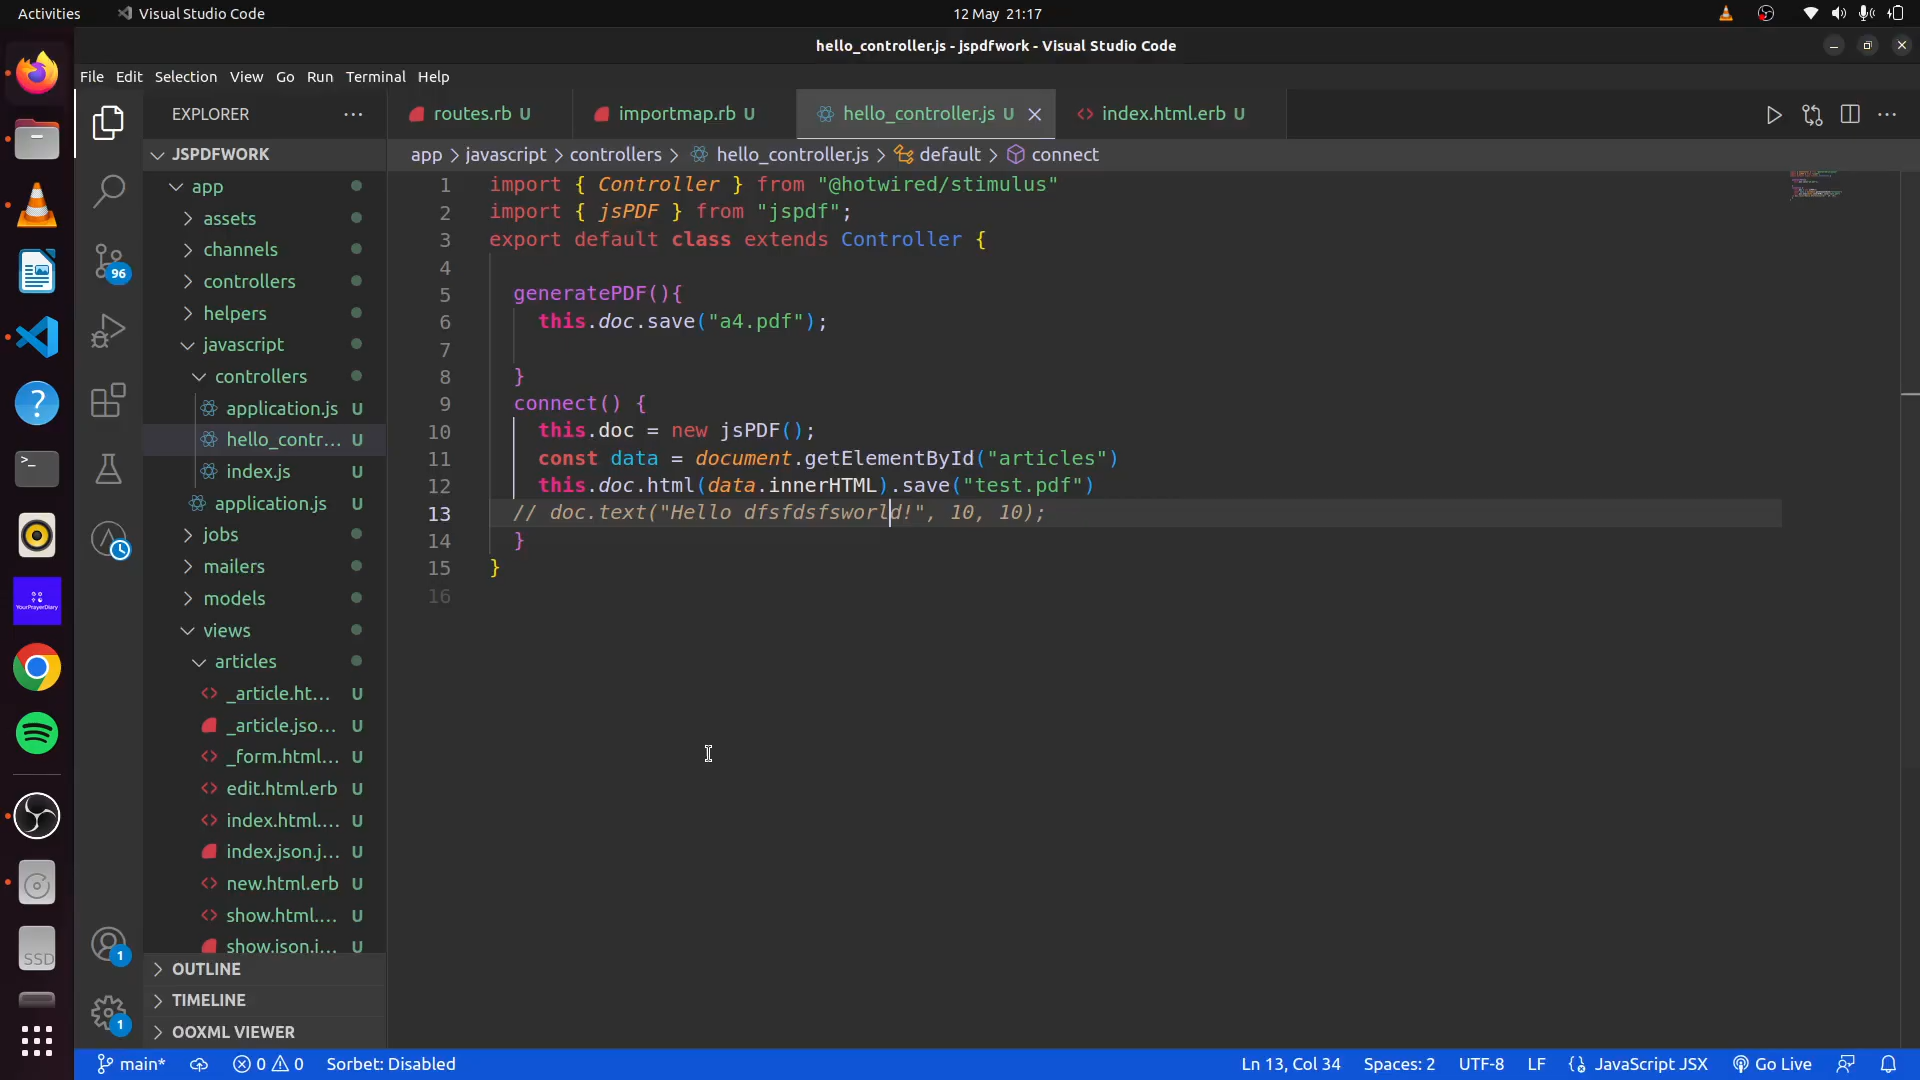 Activities
Visual Studio Code
12 May 21:17
hello_controller.js - jspdfwork - Visual Studio Code
File Edit Selection View Go Run Terminal Help
EXPLORER
routes.rb U
importmap.rb U
hello_controller.js U
index.html.erb U
JSPDFWORK
app > javascript > controllers > hello_controller.js > default > connect
app
assets
channels
controllers
helpers
javascript
controllers
application.js U
hello_contr... U
index.js U
application.js U
jobs
mailers
models
views
articles
_article.ht... U
_article.jso... U
_form.html... U
edit.html.erb U
index.html.... U
index.json.j... U
new.html.erb U
show.html.... U
show.json.j... U
OUTLINE
TIMELINE
OOXML VIEWER
96
1
1
SSD
YourPrayerDiary
1 import { Controller } from "@hotwired/stimulus"
2 import { jsPDF } from "jspdf";
3 export default class extends Controller {
4
5 generatePDF(){
6 this.doc.save("a4.pdf");
7
8 }
9 connect() {
10 this.doc = new jsPDF();
11 const data = document.getElementById("articles")
12 this.doc.html(data.innerHTML).save("test.pdf")
13 // doc.text("Hello dfsfdsfsworld!", 10, 10);
14 }
15 }
16
main* 0 0 Sorbet: Disabled
Ln 13, Col 34 Spaces: 2 UTF-8 LF {} JavaScript JSX Go Live